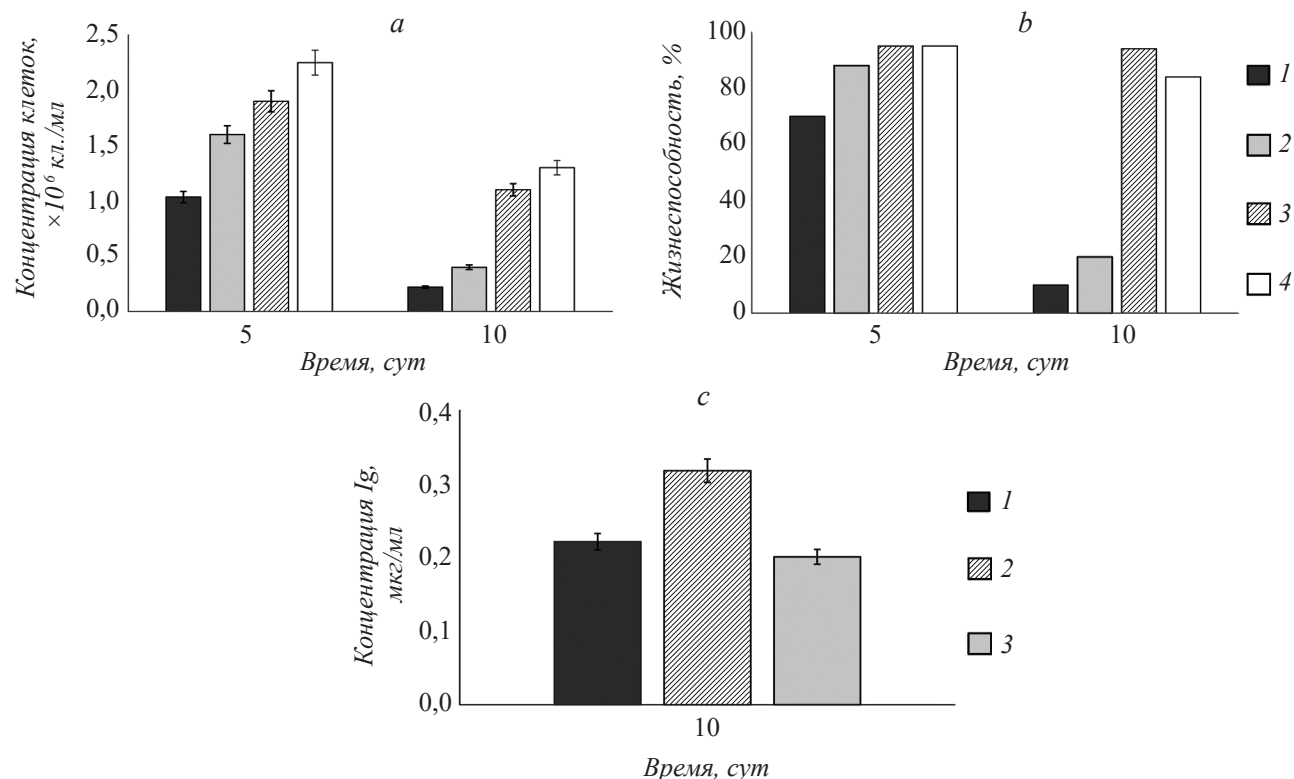 a
Концентрация клеток,
×10⁶ кл./мл
2,5
2,0
1,5
1,0
0,5
0,0
5
10
Время, сут
b
Жизнеспособность, %
100
80
60
40
20
0
5
10
Время, сут
1
2
3
4
c
Концентрация Ig,
мкг/мл
0,4
0,3
0,2
0,1
0,0
10
Время, сут
1
2
3